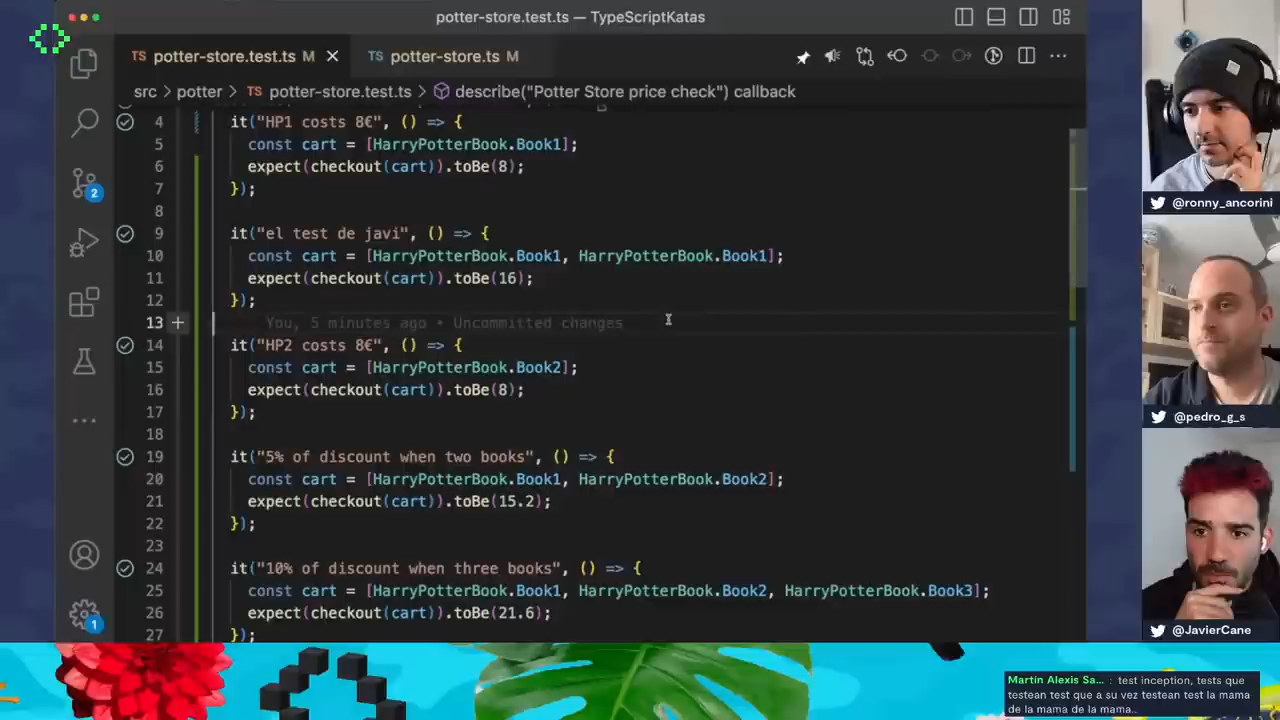 potter-store.test.ts — TypeScriptKatas
TS potter-store.test.ts M
TS potter-store.ts M
src > potter > TS potter-store.test.ts > describe("Potter Store price check") callback
4 it("HP1 costs 8€", () => {
5 const cart = [HarryPotterBook.Book1];
6 expect(checkout(cart)).toBe(8);
7 });
8
9 it("el test de javi", () => {
10 const cart = [HarryPotterBook.Book1, HarryPotterBook.Book1];
11 expect(checkout(cart)).toBe(16);
12 });
13 You, 5 minutes ago • Uncommitted changes
14 it("HP2 costs 8€", () => {
15 const cart = [HarryPotterBook.Book2];
16 expect(checkout(cart)).toBe(8);
17 });
18
19 it("5% of discount when two books", () => {
20 const cart = [HarryPotterBook.Book1, HarryPotterBook.Book2];
21 expect(checkout(cart)).toBe(15.2);
22 });
23
24 it("10% of discount when three books", () => {
25 const cart = [HarryPotterBook.Book1, HarryPotterBook.Book2, HarryPotterBook.Book3];
26 expect(checkout(cart)).toBe(21.6);
27 });
2
1
@ronny_ancorini
@pedro_g_s
@JavierCane
Martín Alexis Sa... : test inception, tests que
testean test que a su vez testean test la mama
de la mama de la mama..